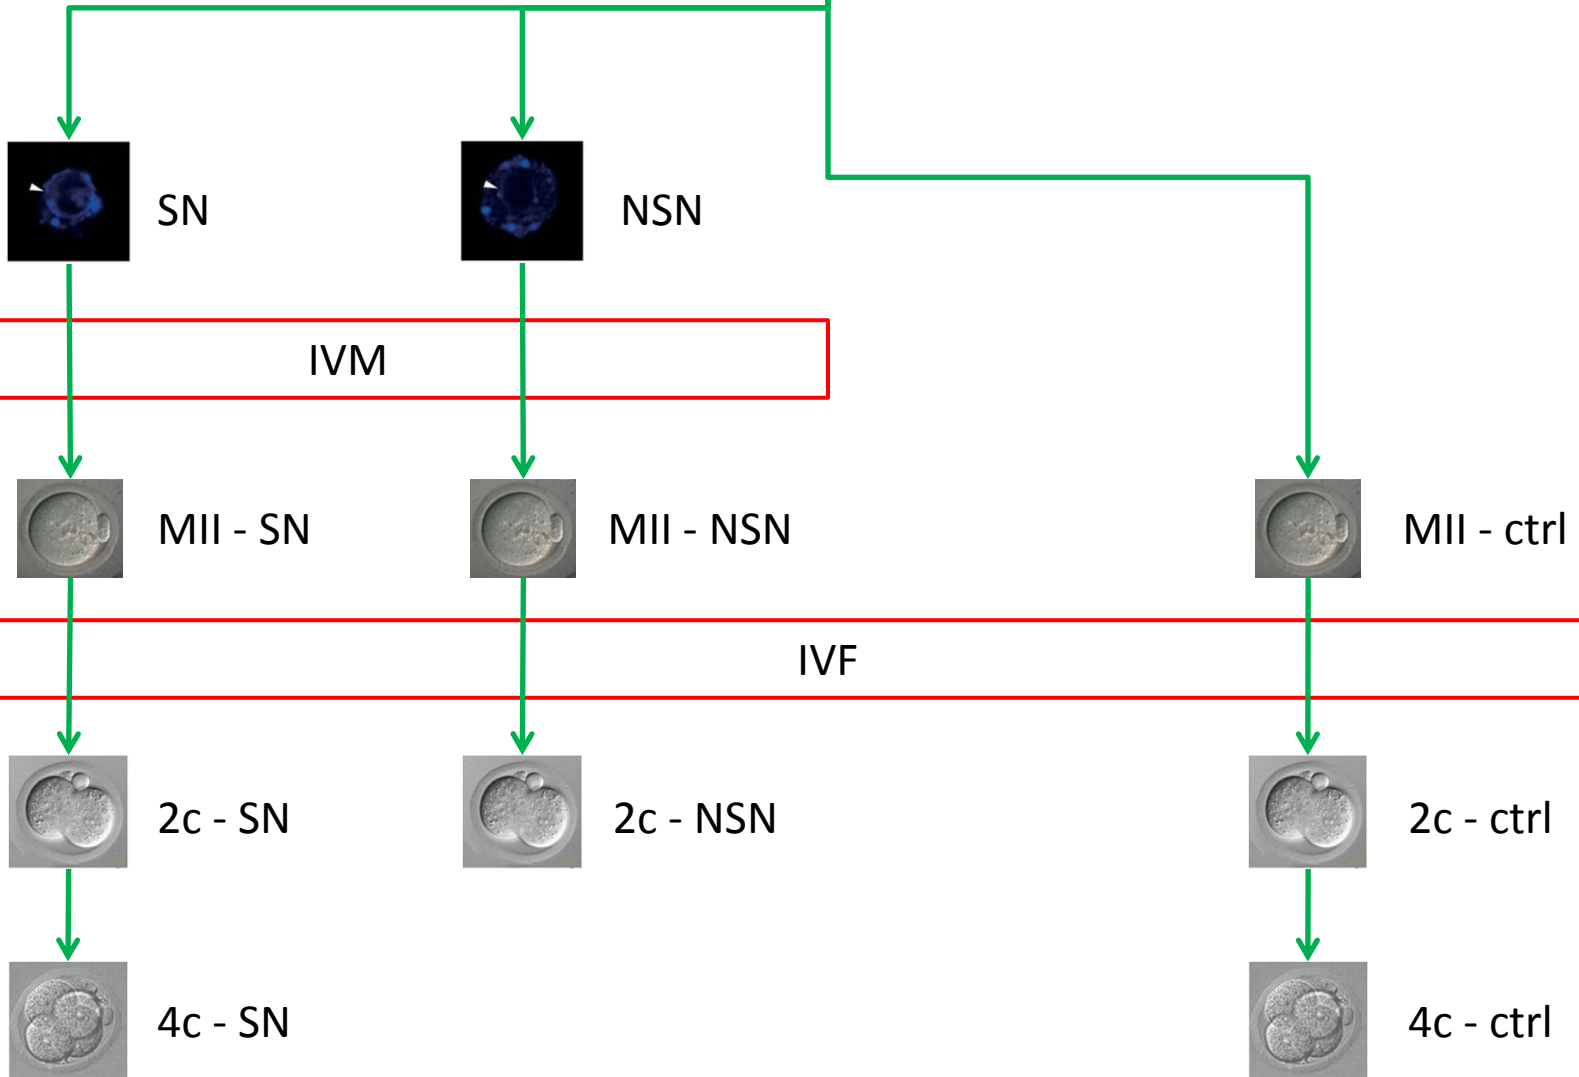 SN
NSN
IVM
MII - SN
MII - NSN
MII - ctrl
IVF
2c - SN
2c - NSN
2c - ctrl
4c - SN
4c - ctrl